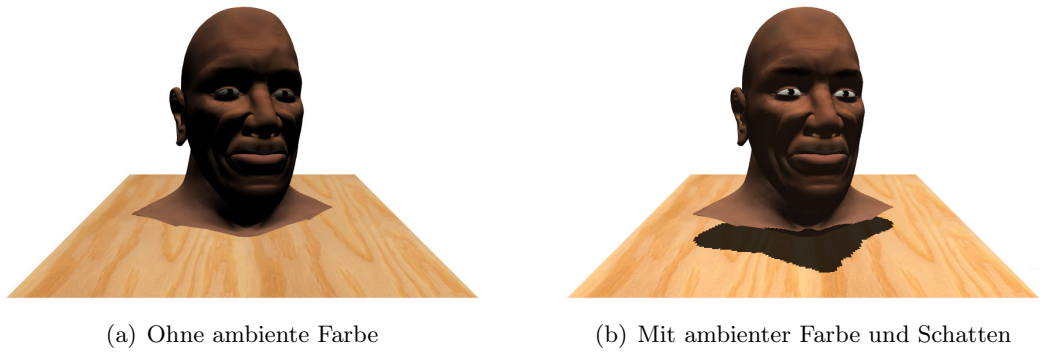 (a) Ohne ambiente Farbe
(b) Mit ambienter Farbe und Schatten